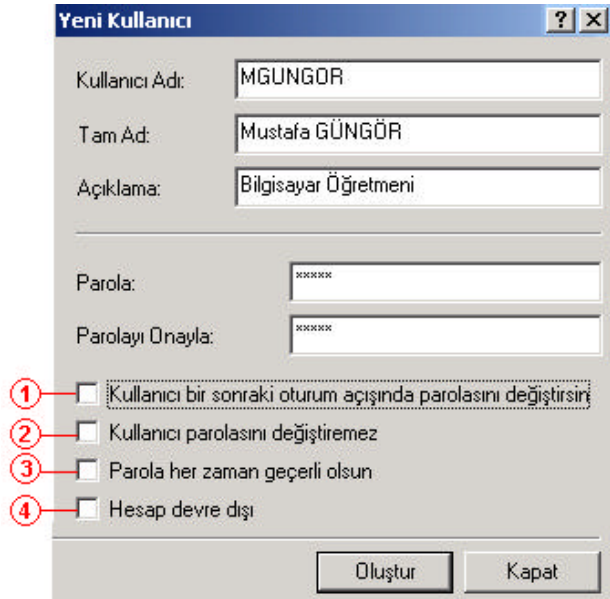 Yeni Kullanıcı
Kullanıcı Adı: MGUNGOR
Tam Ad: Mustafa GÜNGÖR
Açıklama: Bilgisayar Öğretmeni
Parola: *****
Parolayı Onayla: *****
1 Kullanıcı bir sonraki oturum açışında parolasını değiştirsin
2 Kullanıcı parolasını değiştiremez
3 Parola her zaman geçerli olsun
4 Hesap devre dışı
Oluştur Kapat